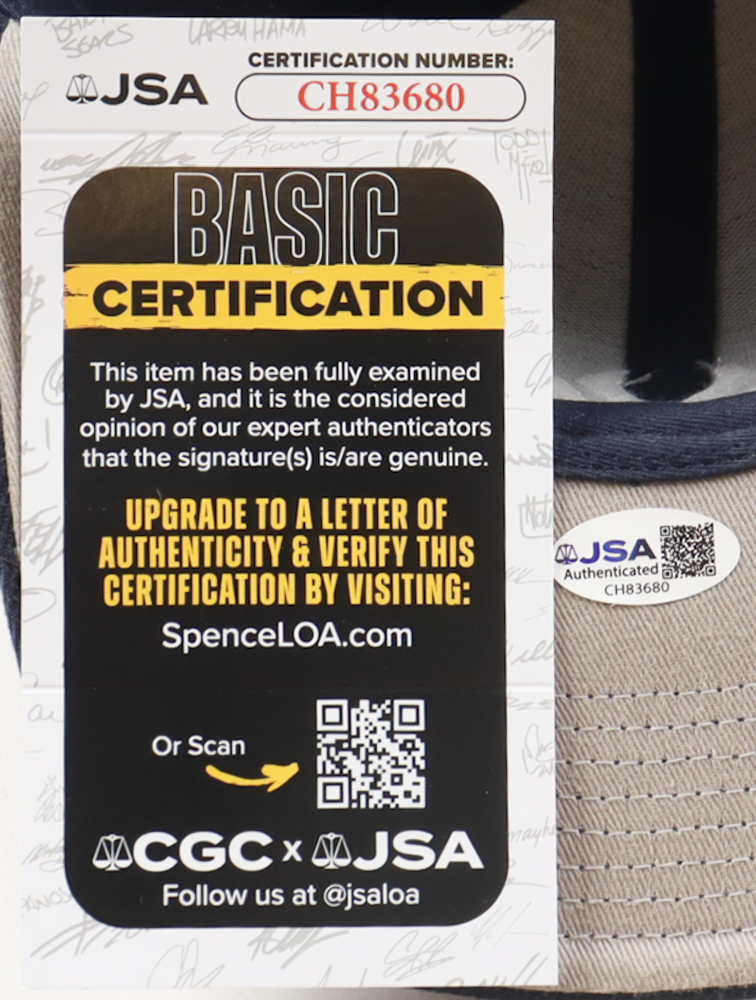 LARRY HAMA
JSA
CERTIFICATION NUMBER:
CH83680
BASIC
CERTIFICATION
This item has been fully examined
by JSA, and it is the considered
opinion of our expert authenticators
that the signature(s) is/are genuine.
UPGRADE TO A LETTER OF
AUTHENTICITY & VERIFY THIS
CERTIFICATION BY VISITING:
SpenceLOA.com
Or Scan
CGC x JSA
Follow us at @jsaloa
JSA
Authenticated
CH83680